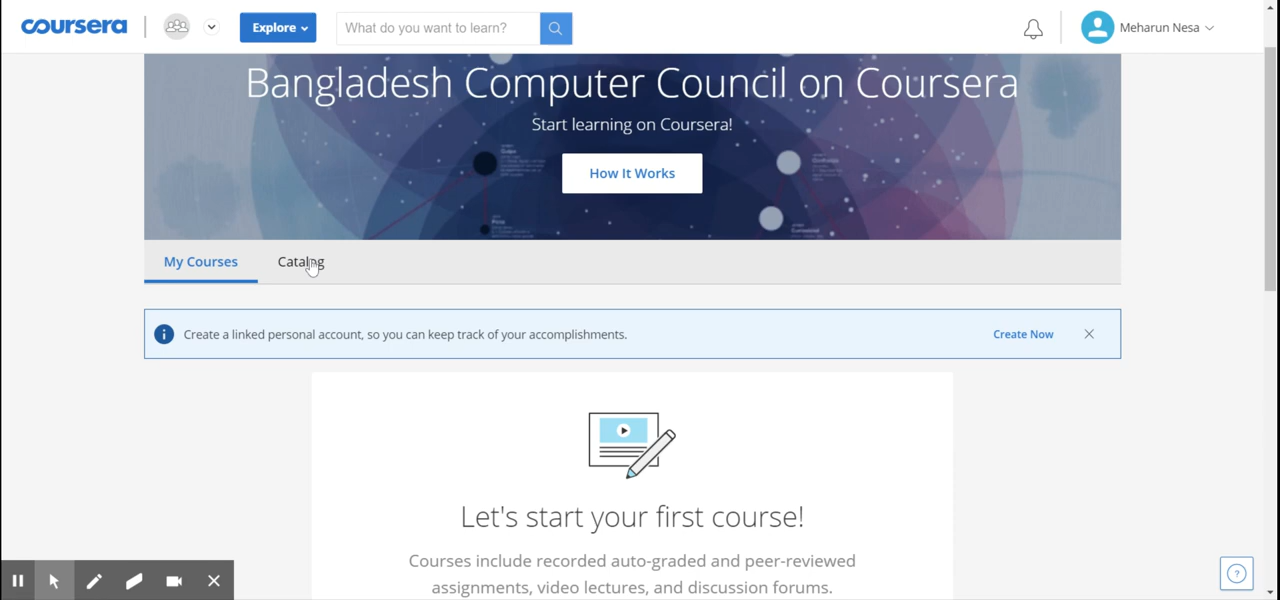 coursera
Explore
What do you want to learn?
Meharun Nesa
Bangladesh Computer Council on Coursera
Start learning on Coursera!
How It Works
My Courses
Catalog
Create a linked personal account, so you can keep track of your accomplishments.
Create Now
Let's start your first course!
Courses include recorded auto-graded and peer-reviewed
assignments, video lectures, and discussion forums.